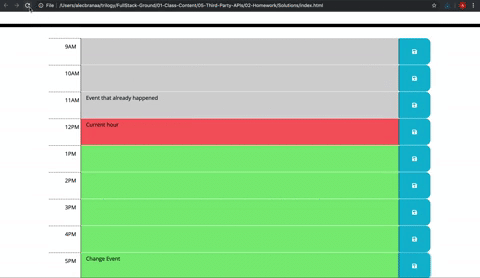 File | /Users/alecbranaa/trilogy/FullStack-Ground/01-Class-Content/05-Third-Party-APIs/02-Homework/Solutions/index.html
9AM
10AM
11AM Event that already happened
12PM Current hour
1PM
2PM
3PM
4PM
5PM Change Event